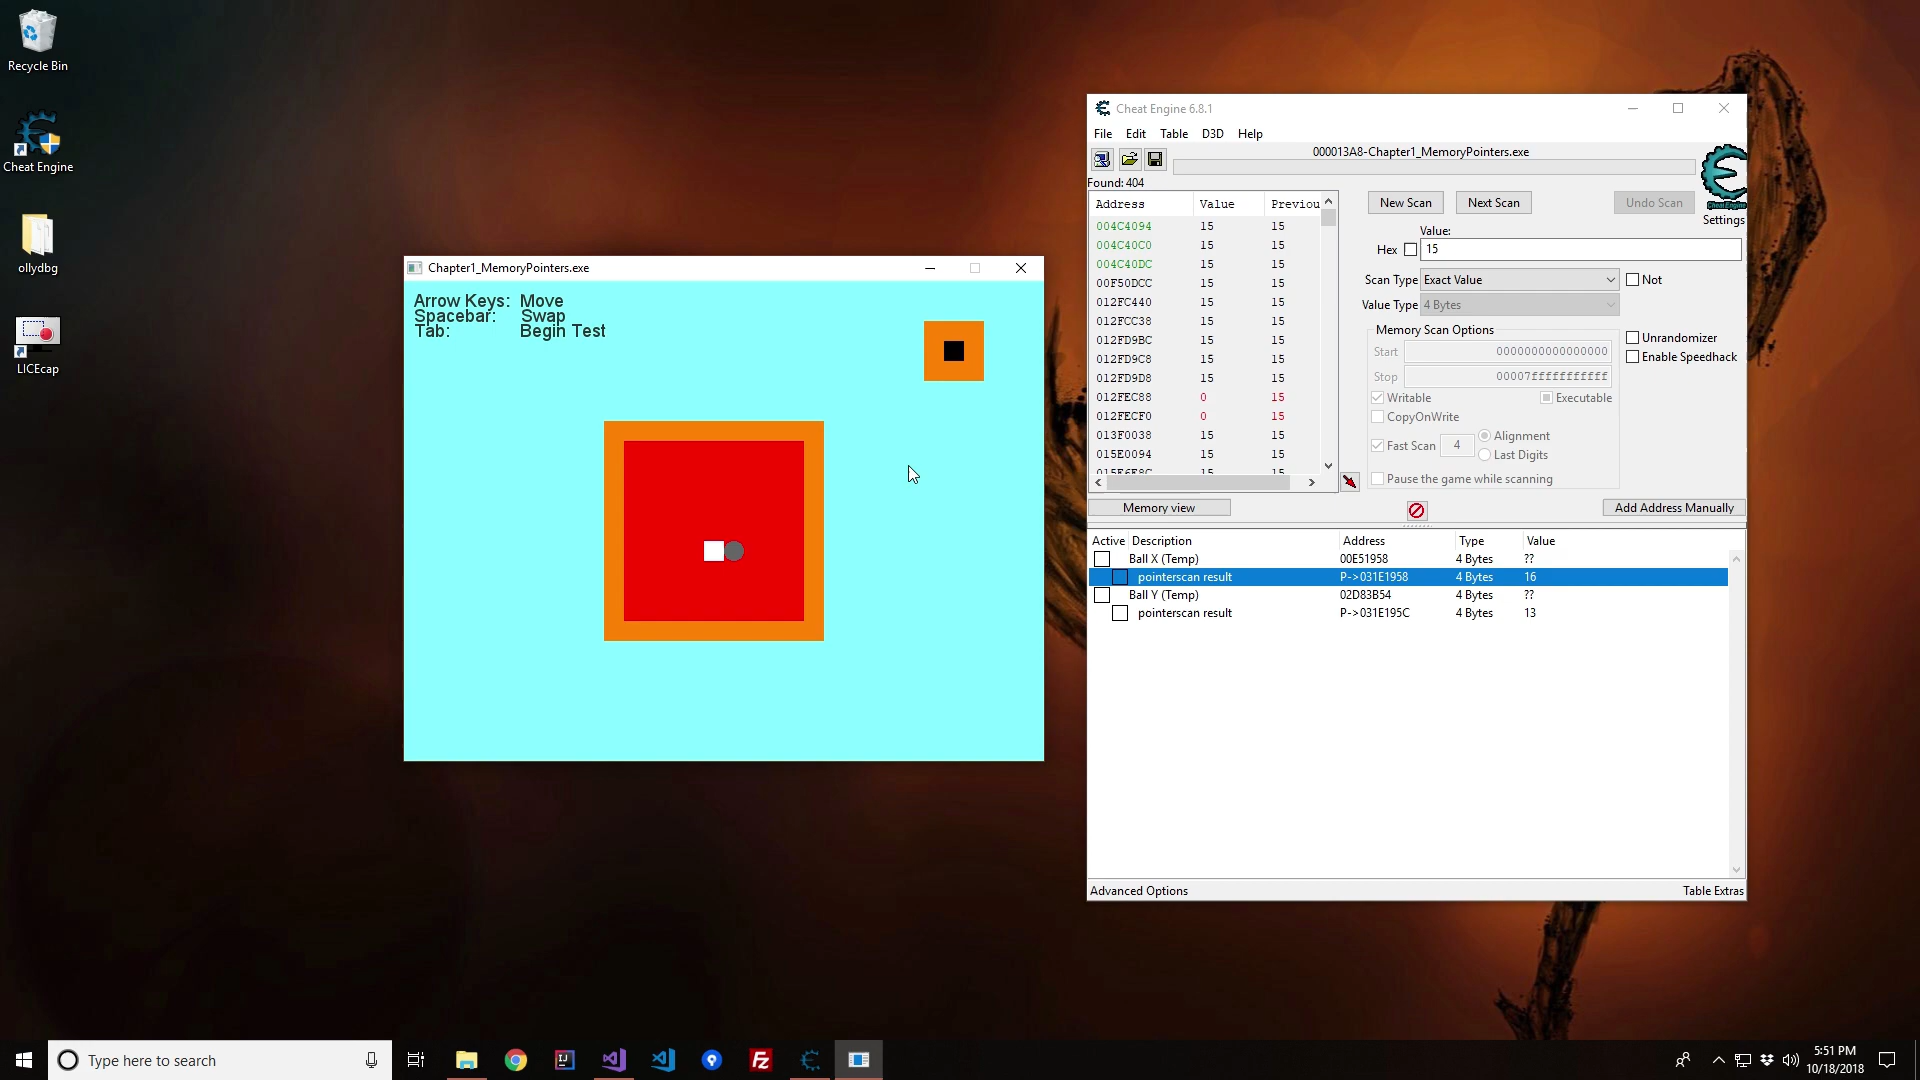 Recycle Bin
Cheat Engine
ollydbg
LICEcap
Chapter1_MemoryPointers.exe
Arrow Keys: Move
Spacebar: Swap
Tab: Begin Test
Cheat Engine 6.8.1
File Edit Table D3D Help
000013A8-Chapter1_MemoryPointers.exe
Found: 404
Address Value Previou
004C4094 15 15
004C40C0 15 15
004C40DC 15 15
00F50DCC 15 15
012FC440 15 15
012FCC38 15 15
012FD9BC 15 15
012FD9C8 15 15
012FD9D8 15 15
012FEC88 0 15
012FECF0 0 15
013F0038 15 15
015E0094 15 15
015E6E8C 15 15
New Scan Next Scan Undo Scan
Settings
Value:
Hex 15
Scan Type Exact Value Not
Value Type 4 Bytes
Memory Scan Options
Start 0000000000000000
Stop 00007fffffffffff
Unrandomizer
Enable Speedhack
Writable Executable
CopyOnWrite
Fast Scan 4 Alignment
Last Digits
Pause the game while scanning
Memory view Add Address Manually
Active Description Address Type Value
Ball X (Temp) 00E51958 4 Bytes ??
pointerscan result P->031E1958 4 Bytes 16
Ball Y (Temp) 02D83B54 4 Bytes ??
pointerscan result P->031E195C 4 Bytes 13
Advanced Options Table Extras
Type here to search
5:51 PM
10/18/2018